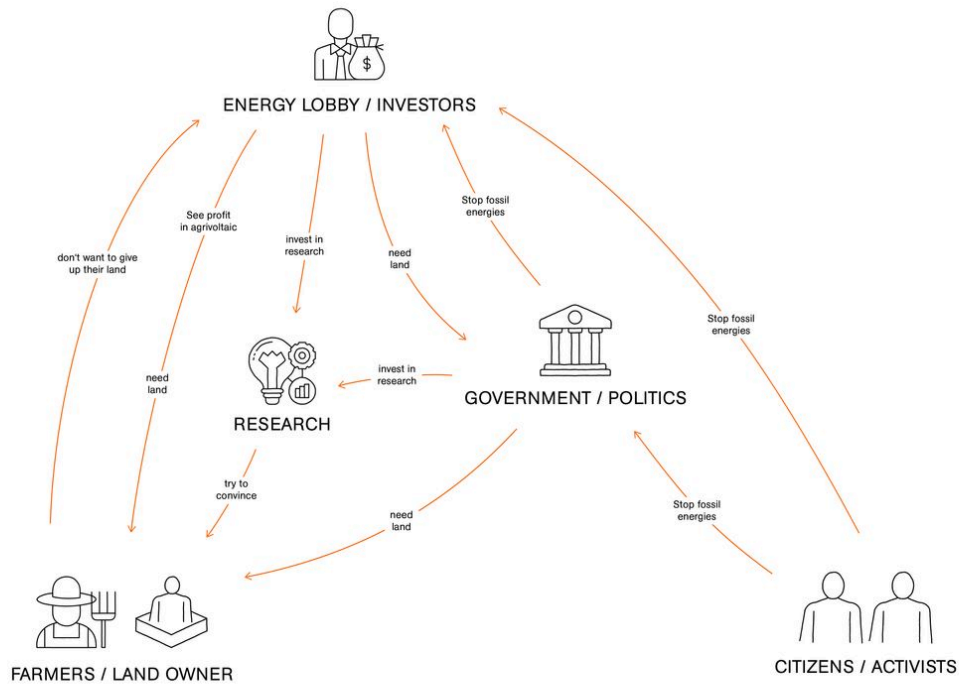 $
ENERGY LOBBY / INVESTORS
See profit
in agrivoltaic
Stop fossil
energies
invest in
research
need
land
don't want to give
up their land
Stop fossil
energies
need
land
invest in
research
GOVERNMENT / POLITICS
RESEARCH
try to
convince
need
land
Stop fossil
energies
FARMERS / LAND OWNER
CITIZENS / ACTIVISTS